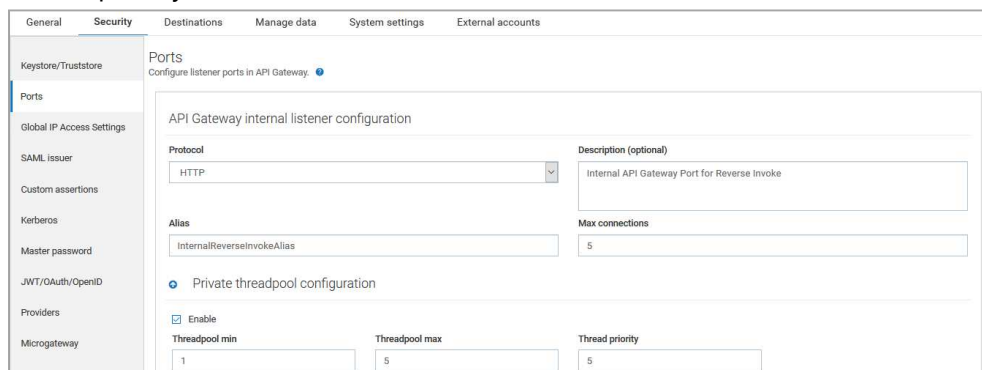 General Security Destinations Manage data System settings External accounts
Keystore/Truststore
Ports
Global IP Access Settings
SAML issuer
Custom assertions
Kerberos
Master password
JWT/OAuth/OpenID
Providers
Microgateway
Ports
Configure listener ports in API Gateway. ?
API Gateway internal listener configuration
Protocol
HTTP
Description (optional)
Internal API Gateway Port for Reverse Invoke
Alias
InternalReverseInvokeAlias
Max connections
5
Private threadpool configuration
Enable
Threadpool min
1
Threadpool max
5
Thread priority
5